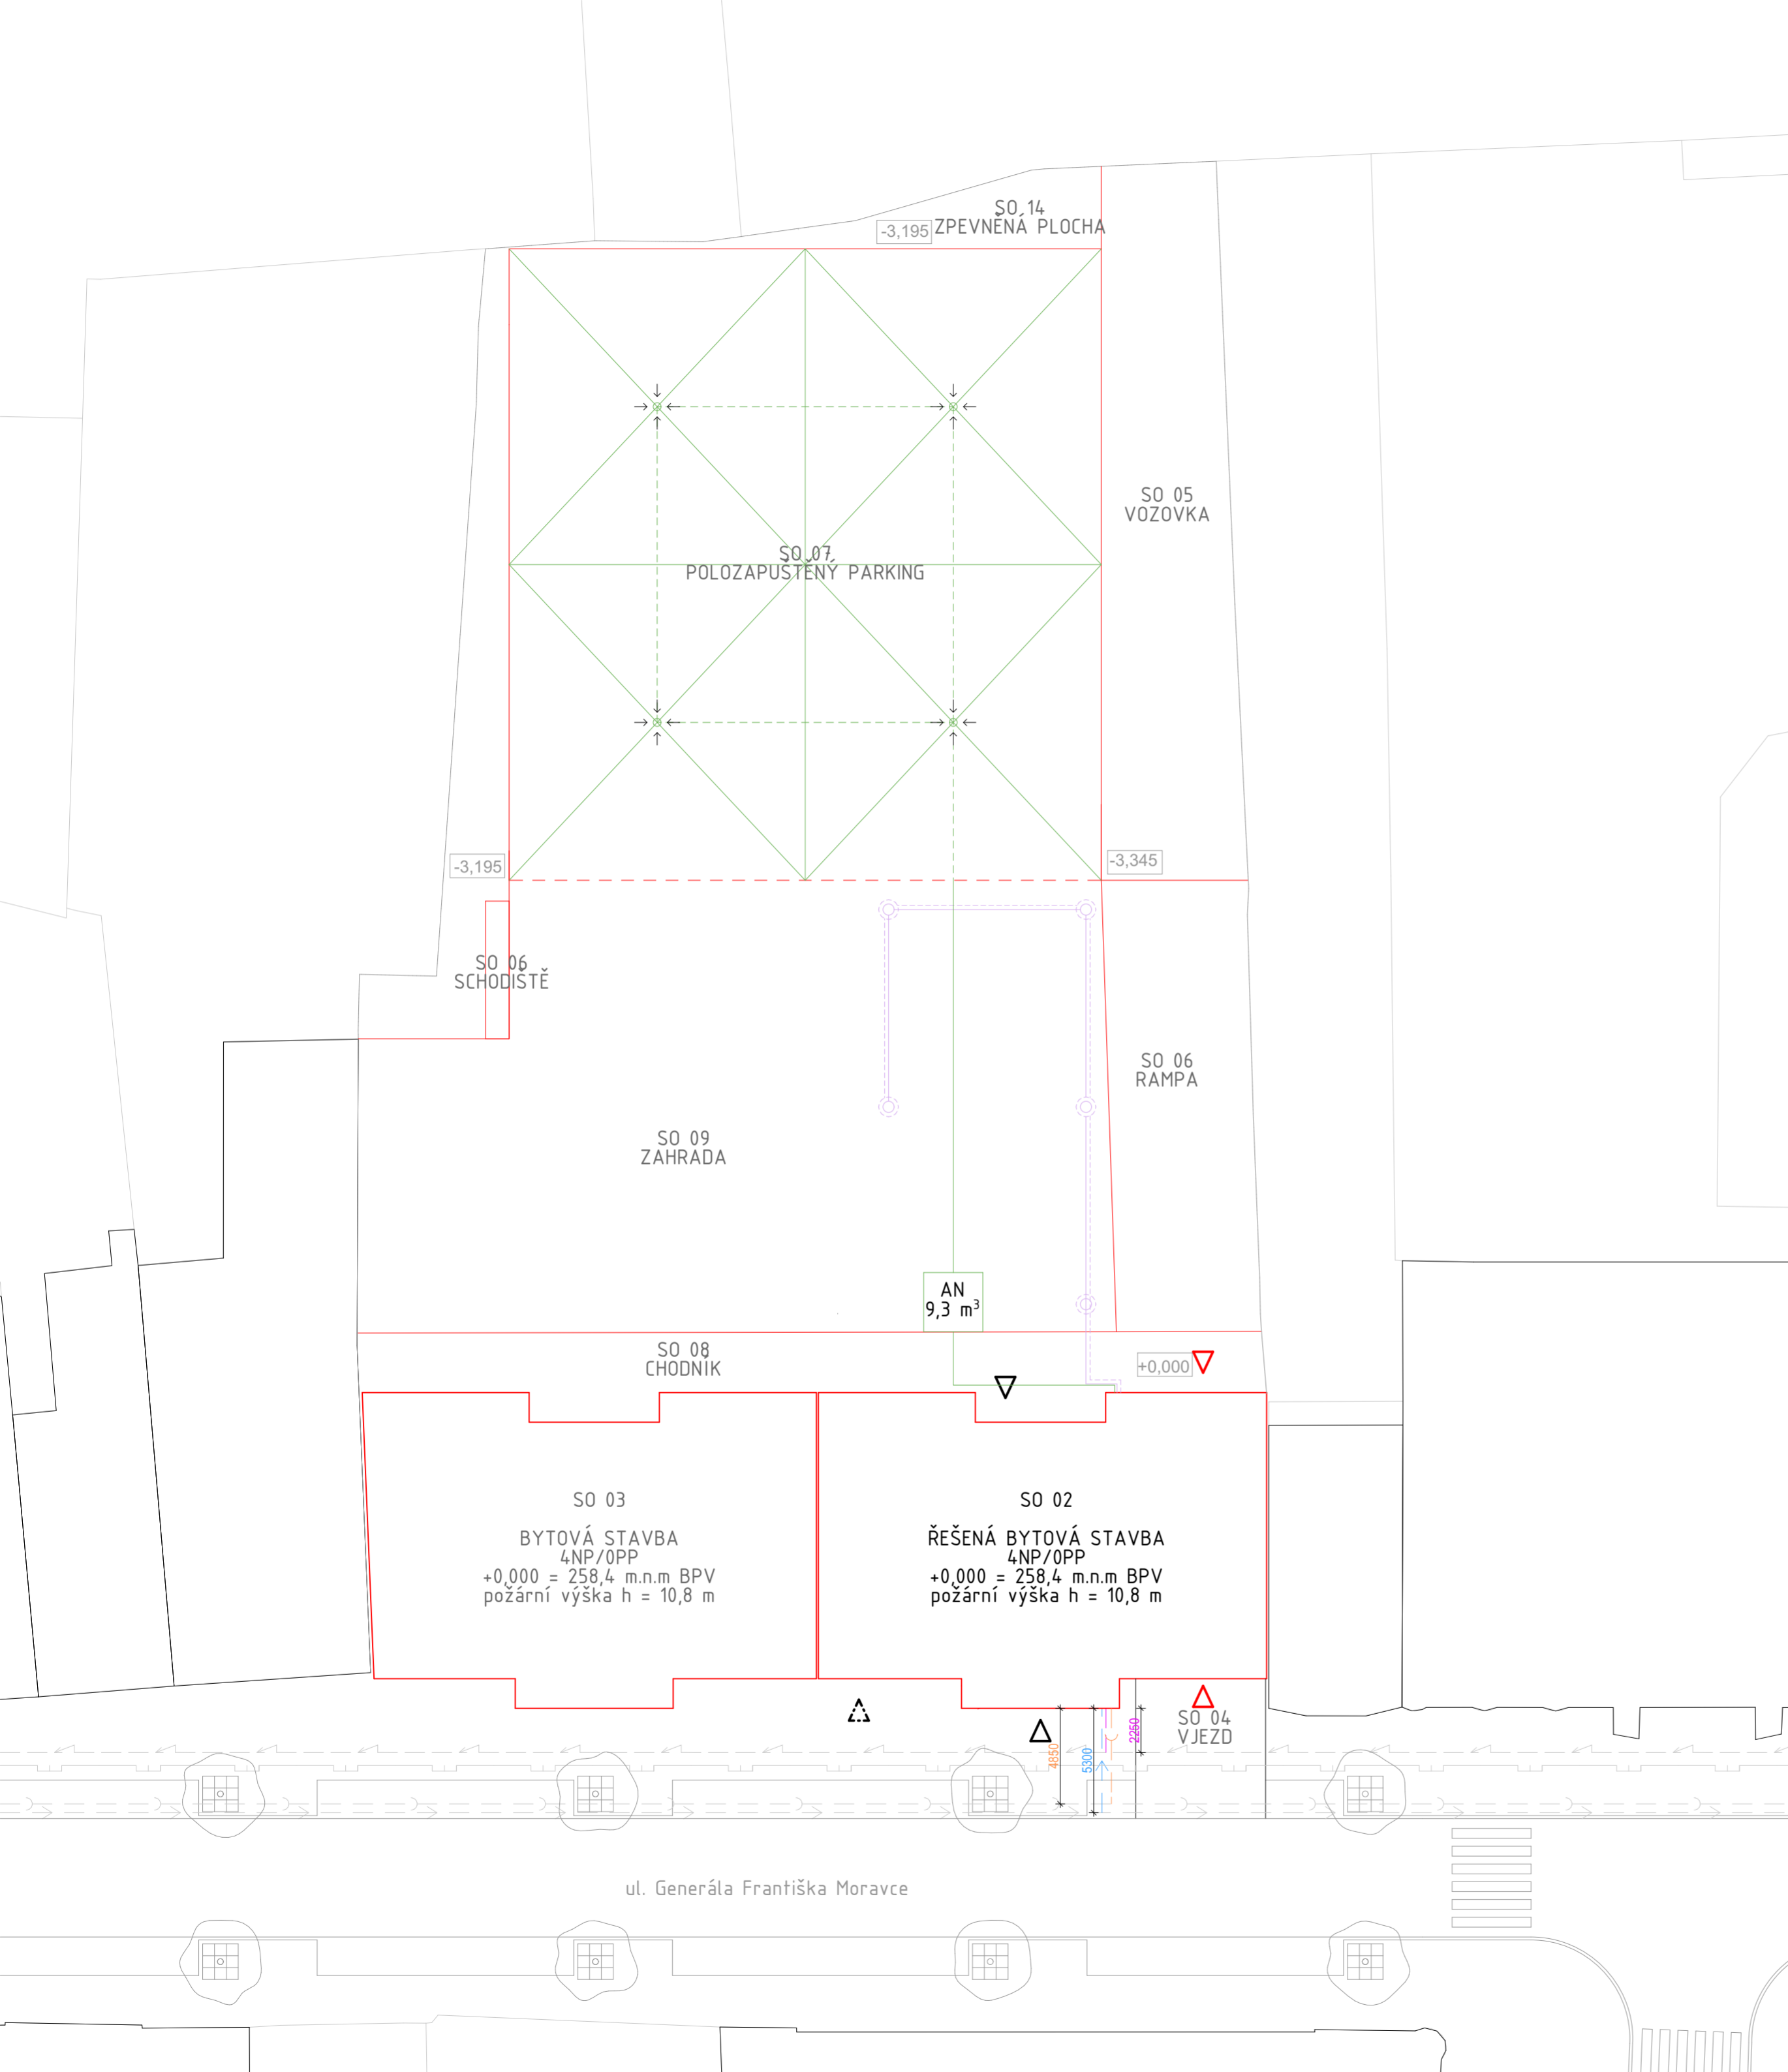 SO 14
ZPEVNĚNÁ PLOCHA
-3,195
SO 05
VOZOVKA
SO 07
POLOZAPUŠTĚNÝ PARKING
-3,195
-3,345
SO 06
SCHODIŠTĚ
SO 06
RAMPA
SO 09
ZAHRADA
AN
9,3 m³
SO 08
CHODNÍK
+0,000
SO 03
BYTOVÁ STAVBA
4NP/0PP
+0,000 = 258,4 m.n.m BPV
požární výška h = 10,8 m
SO 02
ŘEŠENÁ BYTOVÁ STAVBA
4NP/0PP
+0,000 = 258,4 m.n.m BPV
požární výška h = 10,8 m
SO 04
VJEZD
4850
5300
2250
ul. Generála Františka Moravce